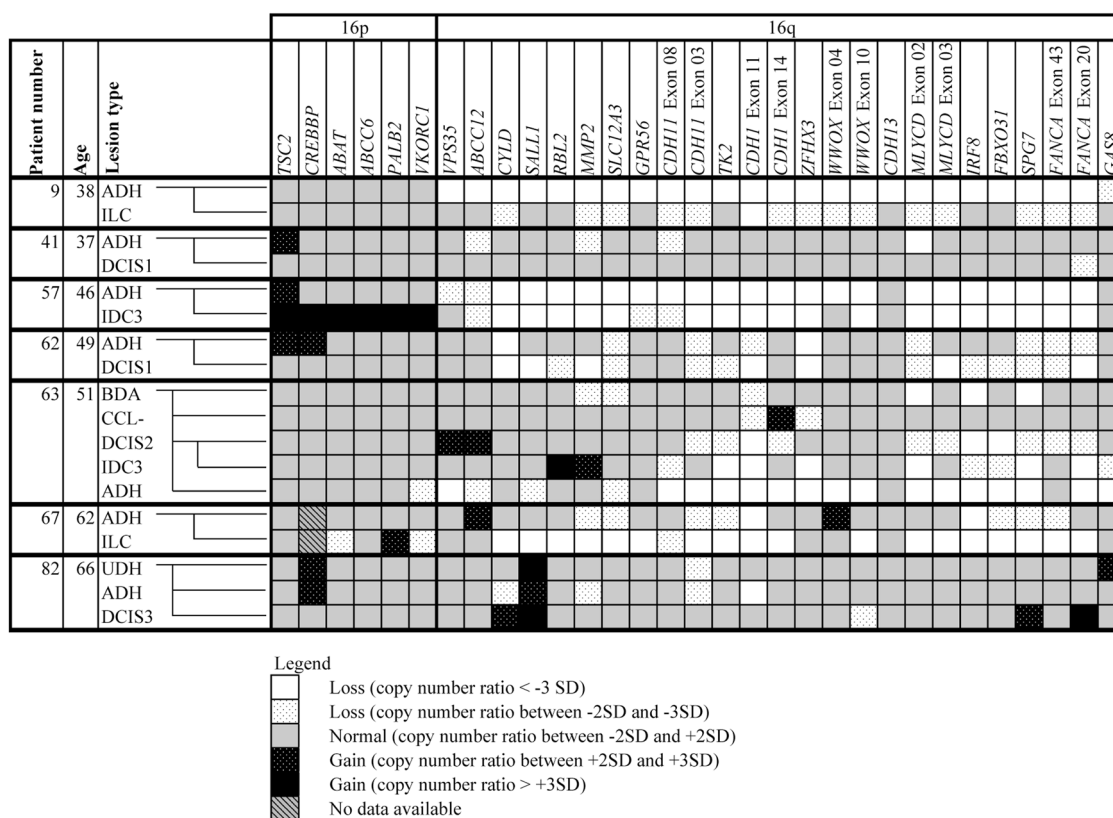 16p 16q
Patient number Age Lesion type TSC2 CREBBP ABAT ABCC6 PALB2 VKORC1 VPS35 ABCC12 CYLD SALL1 RBL2 MMP2 SLC12A3 GPR56 CDH11 Exon 08 CDH11 Exon 03 TK2 CDH1 Exon 11 CDH1 Exon 14 ZFHX3 WWOX Exon 04 WWOX Exon 10 CDH13 MLYCD Exon 02 MLYCD Exon 03 IRF8 FBXO31 SPG7 FANCA Exon 43 FANCA Exon 20 GAS8
9 38 ADH
ILC
41 37 ADH
DCIS1
57 46 ADH
IDC3
62 49 ADH
DCIS1
63 51 BDA
CCL-
DCIS2
IDC3
ADH
67 62 ADH
ILC
82 66 UDH
ADH
DCIS3
Legend
Loss (copy number ratio < -3 SD)
Loss (copy number ratio between -2SD and -3SD)
Normal (copy number ratio between -2SD and +2SD)
Gain (copy number ratio between +2SD and +3SD)
Gain (copy number ratio > +3SD)
No data available